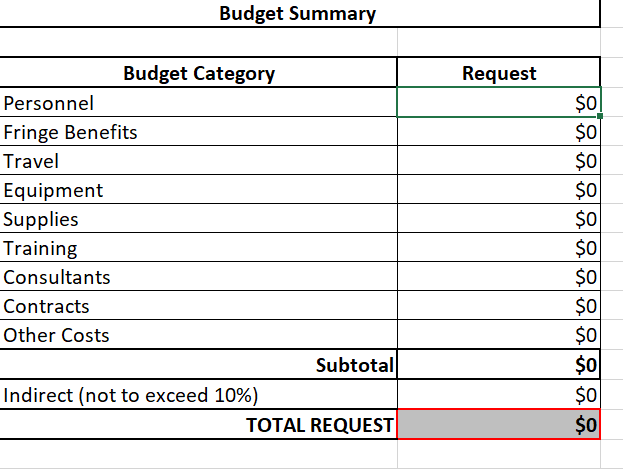 Budget Summary
Budget Category Request
Personnel $0
Fringe Benefits $0
Travel $0
Equipment $0
Supplies $0
Training $0
Consultants $0
Contracts $0
Other Costs $0
Subtotal $0
Indirect (not to exceed 10%) $0
TOTAL REQUEST $0